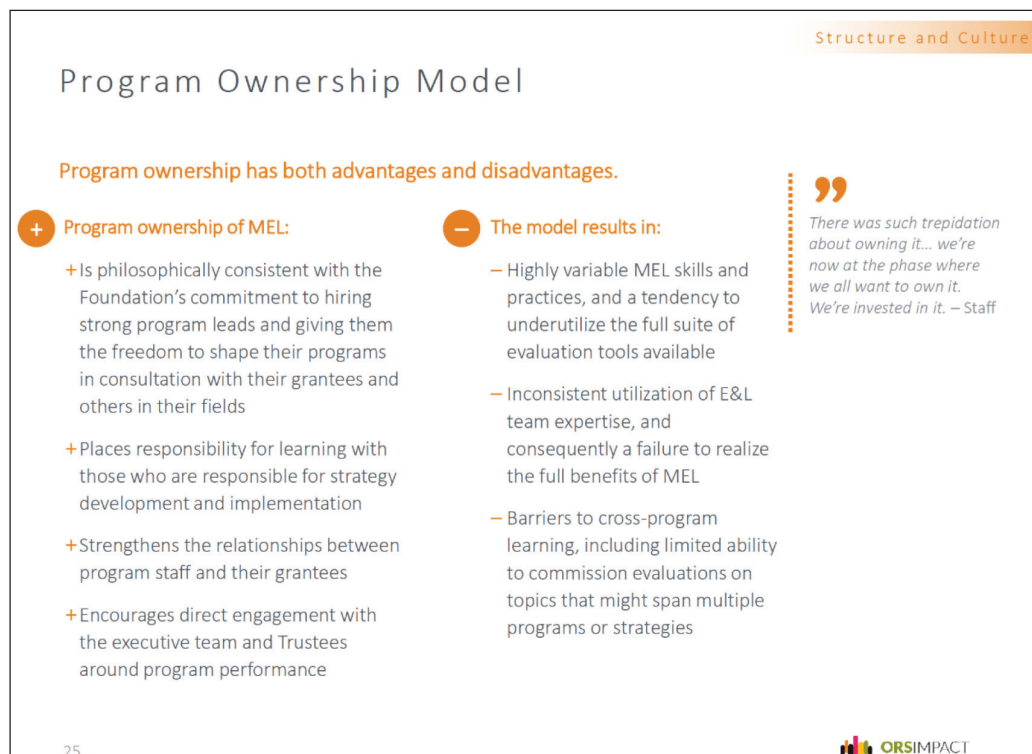 Structure and Culture
Program Ownership Model
Program ownership has both advantages and disadvantages.
+ Program ownership of MEL:
+ Is philosophically consistent with the
Foundation's commitment to hiring
strong program leads and giving them
the freedom to shape their programs
in consultation with their grantees and
others in their fields
+ Places responsibility for learning with
those who are responsible for strategy
development and implementation
+ Strengthens the relationships between
program staff and their grantees
+ Encourages direct engagement with
the executive team and Trustees
around program performance
– The model results in:
– Highly variable MEL skills and
practices, and a tendency to
underutilize the full suite of
evaluation tools available
– Inconsistent utilization of E&L
team expertise, and
consequently a failure to realize
the full benefits of MEL
– Barriers to cross-program
learning, including limited ability
to commission evaluations on
topics that might span multiple
programs or strategies
”
There was such trepidation
about owning it... we're
now at the phase where
we all want to own it.
We're invested in it. – Staff
25
ORSIMPACT